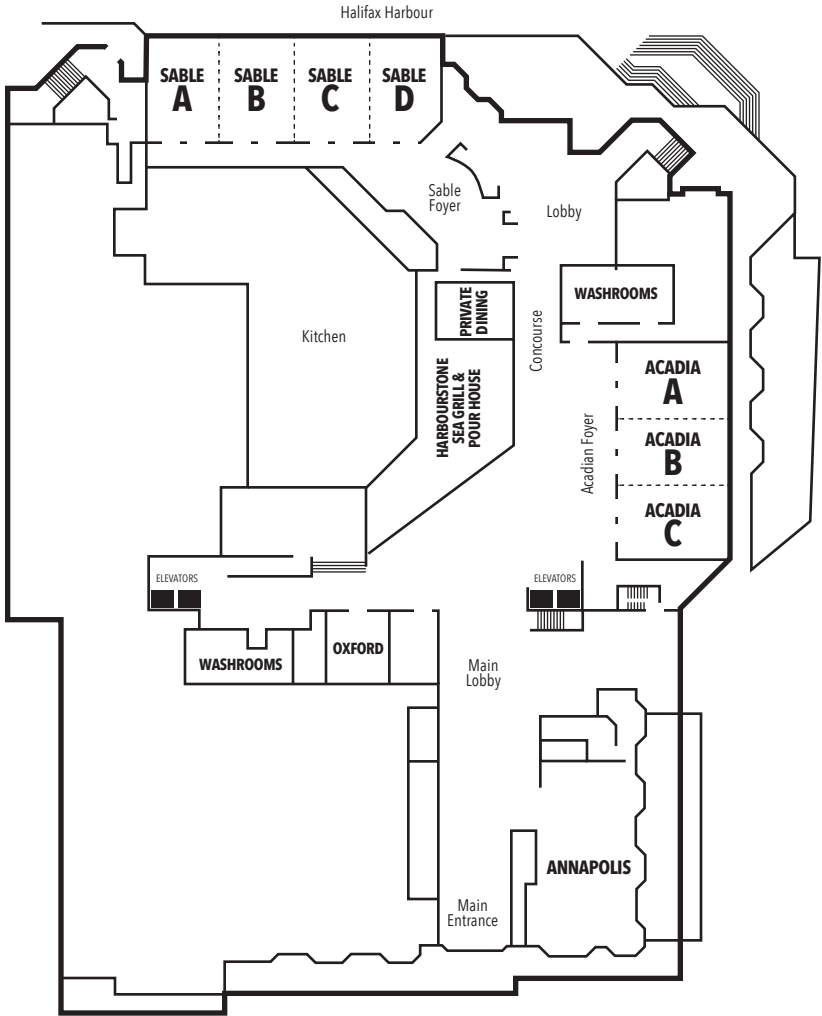 Halifax Harbour
SABLE
A
SABLE
B
SABLE
C
SABLE
D
Sable
Foyer
Lobby
WASHROOMS
PRIVATE
DINING
Kitchen
Concourse
HARBOURSTONE
SEA GRILL &
POUR HOUSE
Acadian Foyer
ACADIA
A
ACADIA
B
ACADIA
C
ELEVATORS
ELEVATORS
WASHROOMS
OXFORD
Main
Lobby
ANNAPOLIS
Main
Entrance